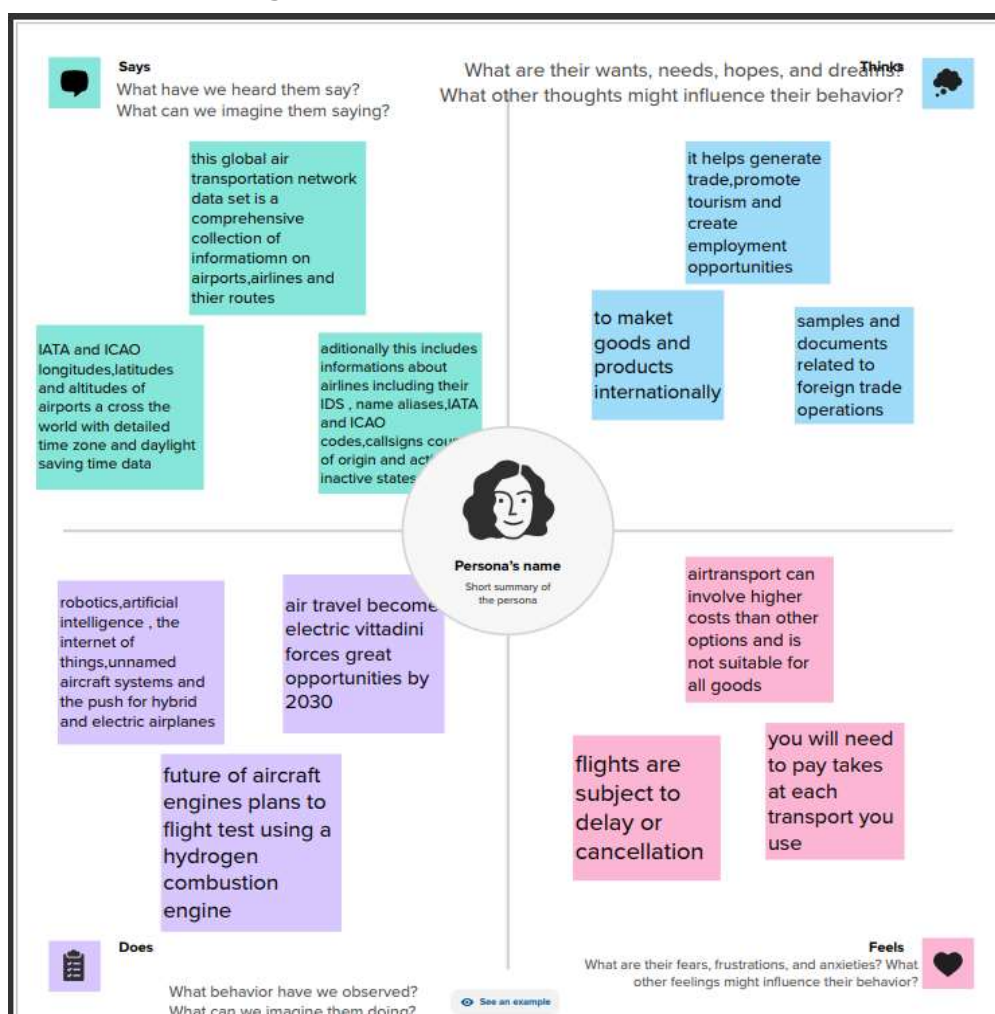 Says
What have we heard them say?
What can we imagine them saying?
Thinks
What are their wants, needs, hopes, and dreams?
What other thoughts might influence their behavior?
this global air
transportation network
data set is a
comprehensive
collection of
informatiomn on
airports,airlines and
thier routes
IATA and ICAO
longitudes,latitudes
and altitudes of
airports a cross the
world with detailed
time zone and daylight
saving time data
aditionally this includes
informations about
airlines including their
IDS , name aliases,IATA
and ICAO
codes,callsigns
of origin and
inactive states
it helps generate
trade,promote
tourism and
create
employment
opportunities
to maket
goods and
products
internationally
samples and
documents
related to
foreign trade
operations
Persona's name
Short summary of
the persona
robotics,artificial
intelligence , the
internet of
things,unnamed
aircraft systems and
the push for hybrid
and electric airplanes
air travel become
electric vittadini
forces great
opportunities by
2030
future of aircraft
engines plans to
flight test using a
hydrogen
combustion
engine
airtransport can
involve higher
costs than other
options and is
not suitable for
all goods
flights are
subject to
delay or
cancellation
you will need
to pay takes
at each
transport you
use
Does
What behavior have we observed?
What can we imagine them doing?
Feels
What are their fears, frustrations, and anxieties? What
other feelings might influence their behavior?
See an example